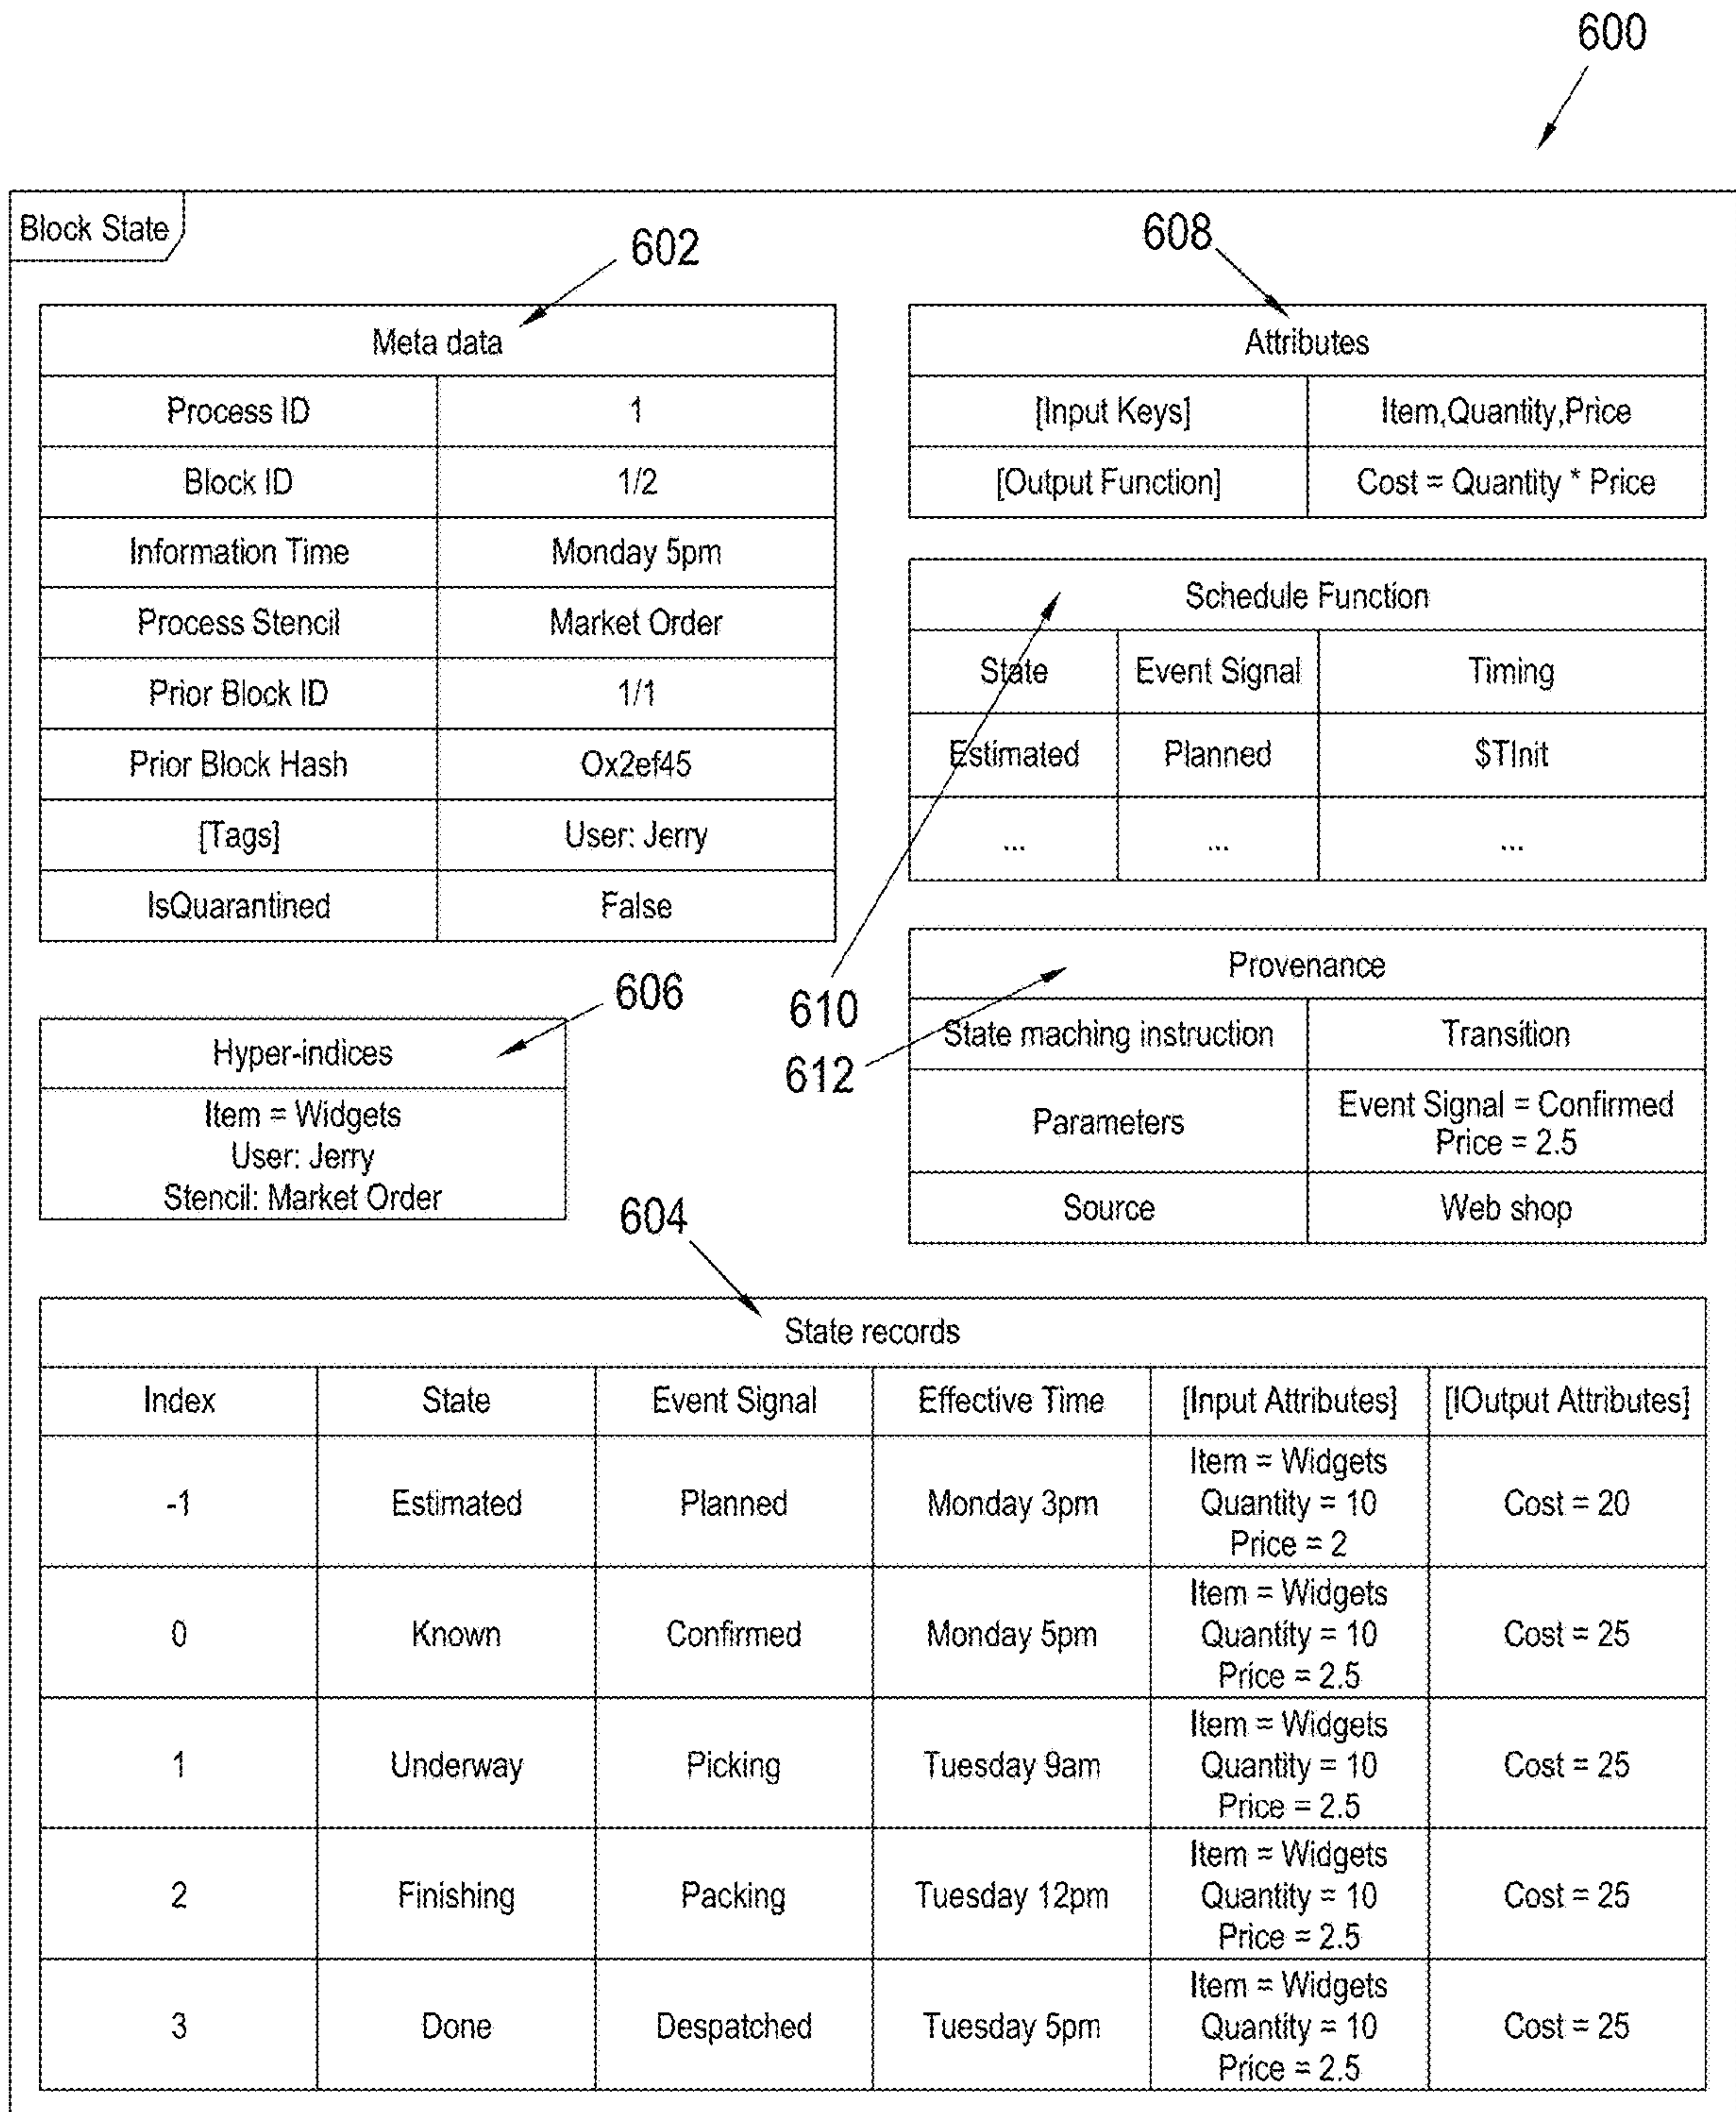 600
Block State
602
608
Meta data
Process ID 1
Block ID 1/2
Information Time Monday 5pm
Process Stencil Market Order
Prior Block ID 1/1
Prior Block Hash Ox2ef45
[Tags] User: Jerry
IsQuarantined False
Attributes
[Input Keys] Item,Quantity,Price
[Output Function] Cost = Quantity * Price
Schedule Function
State Event Signal Timing
Estimated Planned $TInit
... ... ...
610
606
Hyper-indices
Item = Widgets
User: Jerry
Stencil: Market Order
612
Provenance
State maching instruction Transition
Parameters
Event Signal = Confirmed
Price = 2.5
Source Web shop
604
State records
Index State Event Signal Effective Time [Input Attributes] [IOutput Attributes]
Item = Widgets
-1 Estimated Planned Monday 3pm Quantity = 10 Cost = 20
Price = 2
Item = Widgets
0 Known Confirmed Monday 5pm Quantity = 10 Cost = 25
Price = 2.5
Item = Widgets
1 Underway Picking Tuesday 9am Quantity = 10 Cost = 25
Price = 2.5
Item = Widgets
2 Finishing Packing Tuesday 12pm Quantity = 10 Cost = 25
Price = 2.5
Item = Widgets
3 Done Despatched Tuesday 5pm Quantity = 10 Cost = 25
Price = 2.5